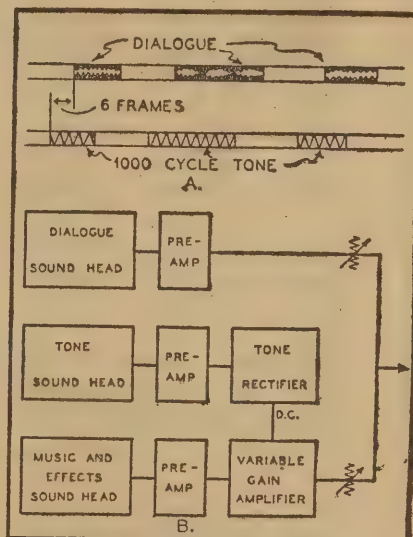 DIALOGUE
6 FRAMES
1000 CYCLE TONE
A.
DIALOGUE
SOUND HEAD
PRE-
AMP
TONE
SOUND HEAD
PRE-
AMP
TONE
RECTIFIER
D.C.
MUSIC AND
EFFECTS
SOUND HEAD
PRE-
AMP
VARIABLE
GAIN
AMPLIFIER
B.